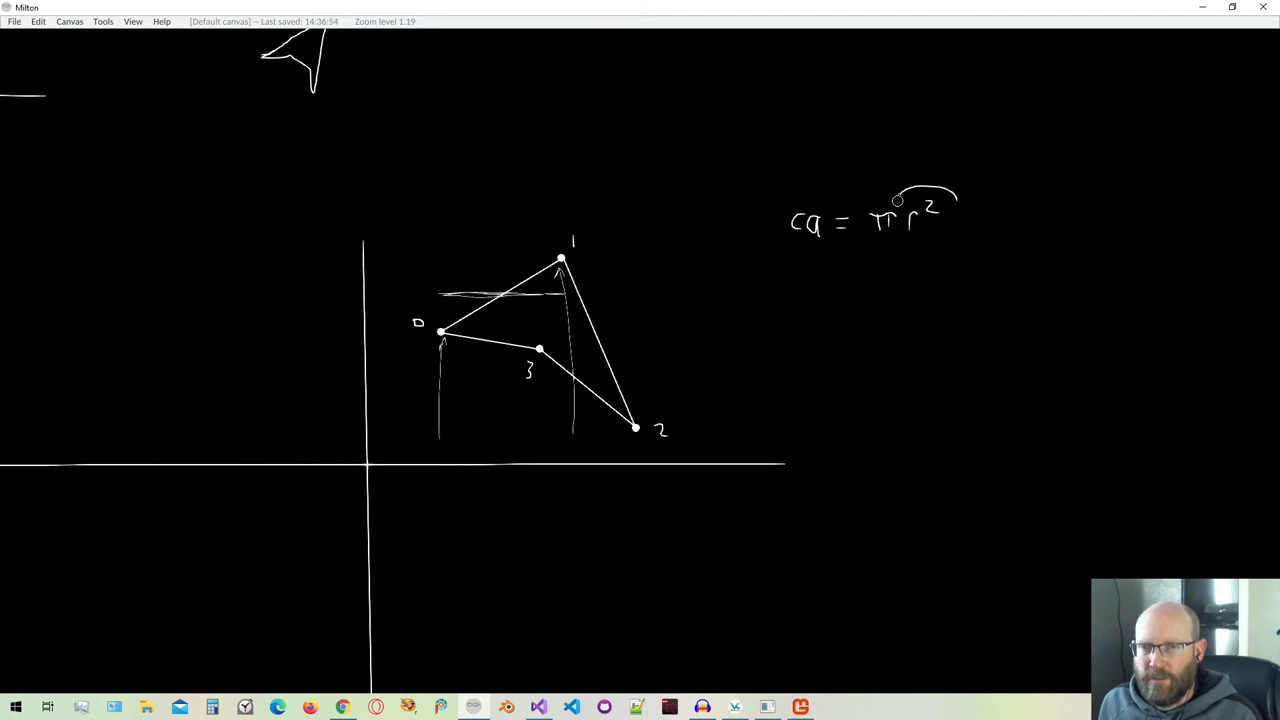 Milton
File Edit Canvas Tools View Help [Default canvas] -- Last saved: 14:36:54 Zoom level 1.19
ca = πr²
1
0
3
2